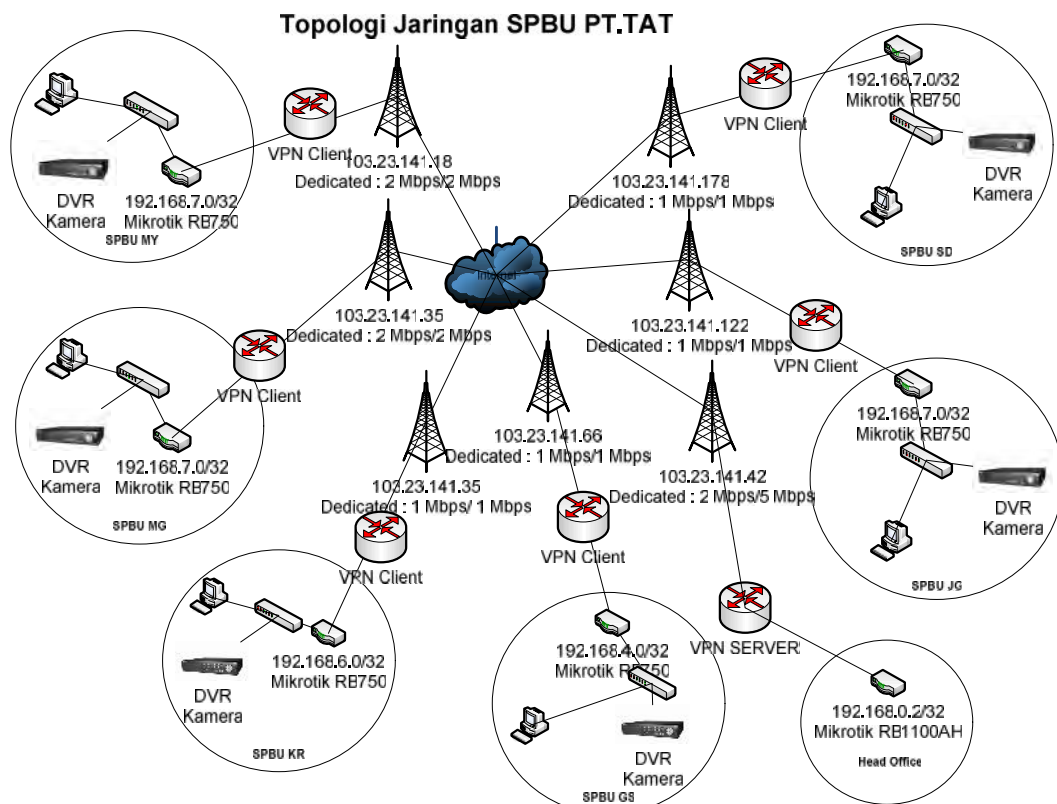 Topologi Jaringan SPBU PT.TAT
VPN Client
103.23.141.18
Dedicated : 2 Mbps/2 Mbps
DVR
Kamera
192.168.7.0/32
Mikrotik RB750
SPBU MY
VPN Client
103.23.141.178
Dedicated : 1 Mbps/1 Mbps
192.168.7.0/32
Mikrotik RB750
DVR
Kamera
SPBU SD
Internet
103.23.141.35
Dedicated : 2 Mbps/2 Mbps
VPN Client
DVR
Kamera
192.168.7.0/32
Mikrotik RB750
SPBU MG
103.23.141.122
Dedicated : 1 Mbps/1 Mbps
VPN Client
192.168.7.0/32
Mikrotik RB750
DVR
Kamera
SPBU JG
103.23.141.35
Dedicated : 1 Mbps/ 1 Mbps
VPN Client
192.168.6.0/32
Mikrotik RB750
DVR
Kamera
SPBU KR
103.23.141.66
Dedicated : 1 Mbps/1 Mbps
VPN Client
192.168.4.0/32
Mikrotik RB750
DVR
Kamera
SPBU GS
103.23.141.42
Dedicated : 2 Mbps/5 Mbps
VPN SERVER
192.168.0.2/32
Mikrotik RB1100AH
Head Office